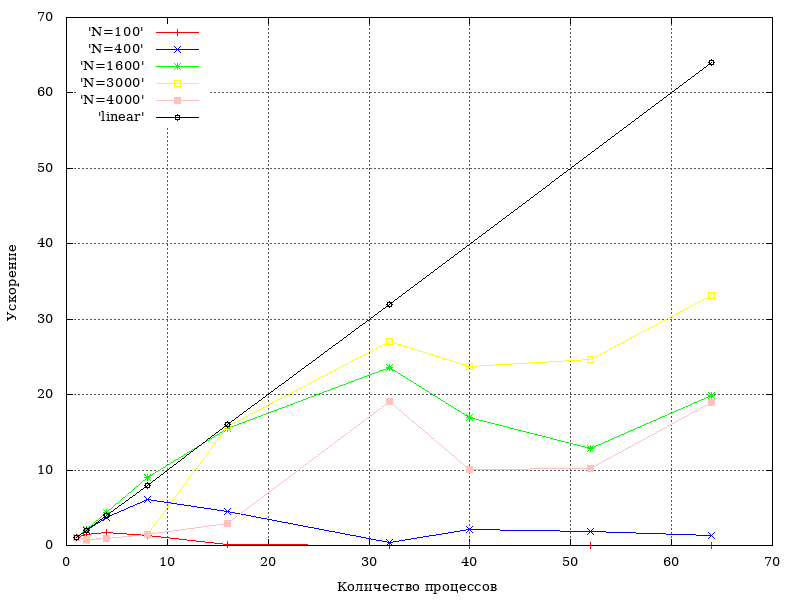 70
60
50
40
30
20
10
0
'N=100'
'N=400'
'N=1600'
'N=3000'
'N=4000'
'linear'
Ускорение
0 10 20 30 40 50 60 70
Количество процессов